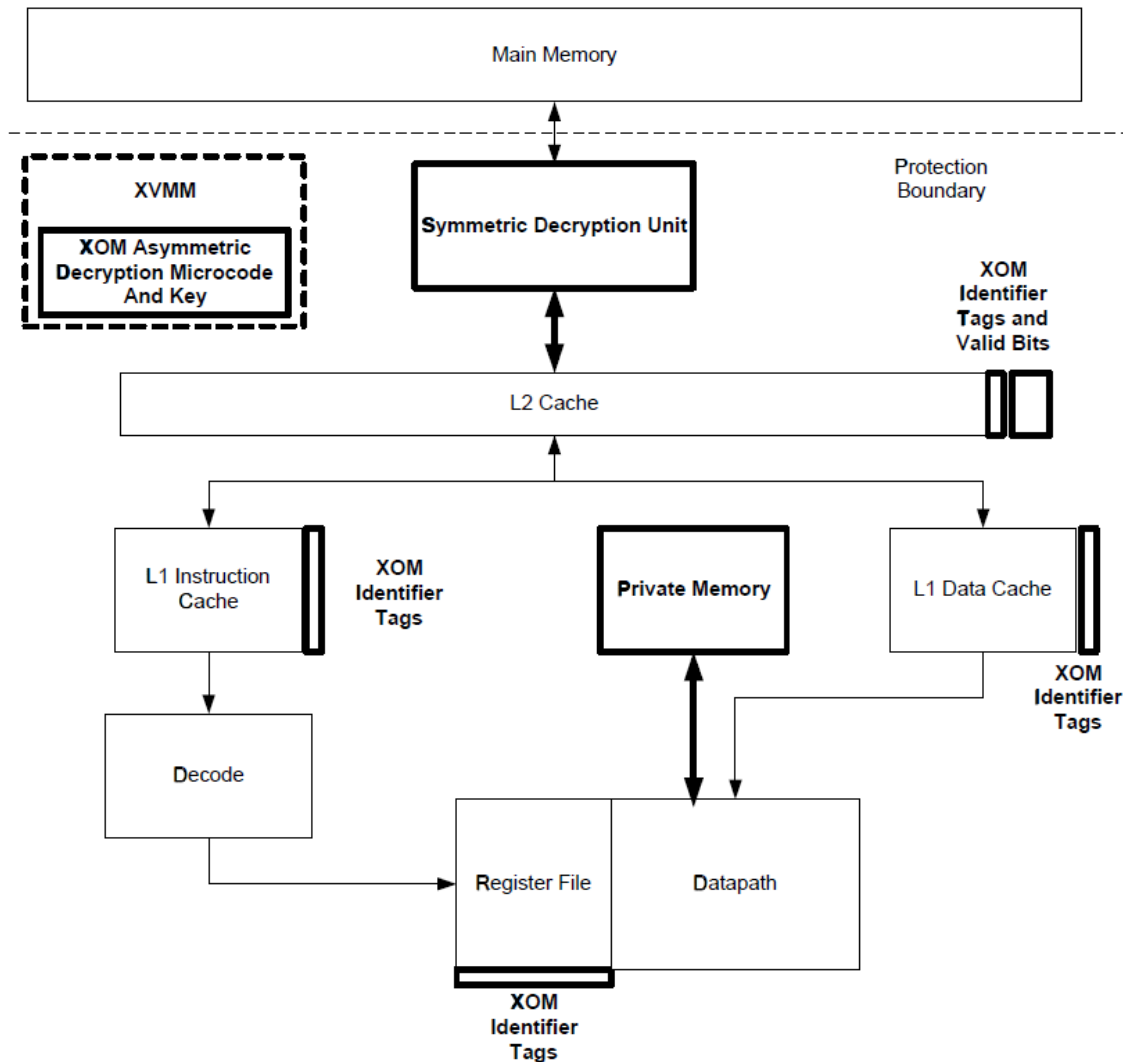 Main Memory
Protection
Boundary
XVMM
XOM Asymmetric
Decryption Microcode
And Key
Symmetric Decryption Unit
XOM
Identifier
Tags and
Valid Bits
L2 Cache
L1 Instruction
Cache
XOM
Identifier
Tags
Private Memory
L1 Data Cache
XOM
Identifier
Tags
Decode
Register File
Datapath
XOM
Identifier
Tags